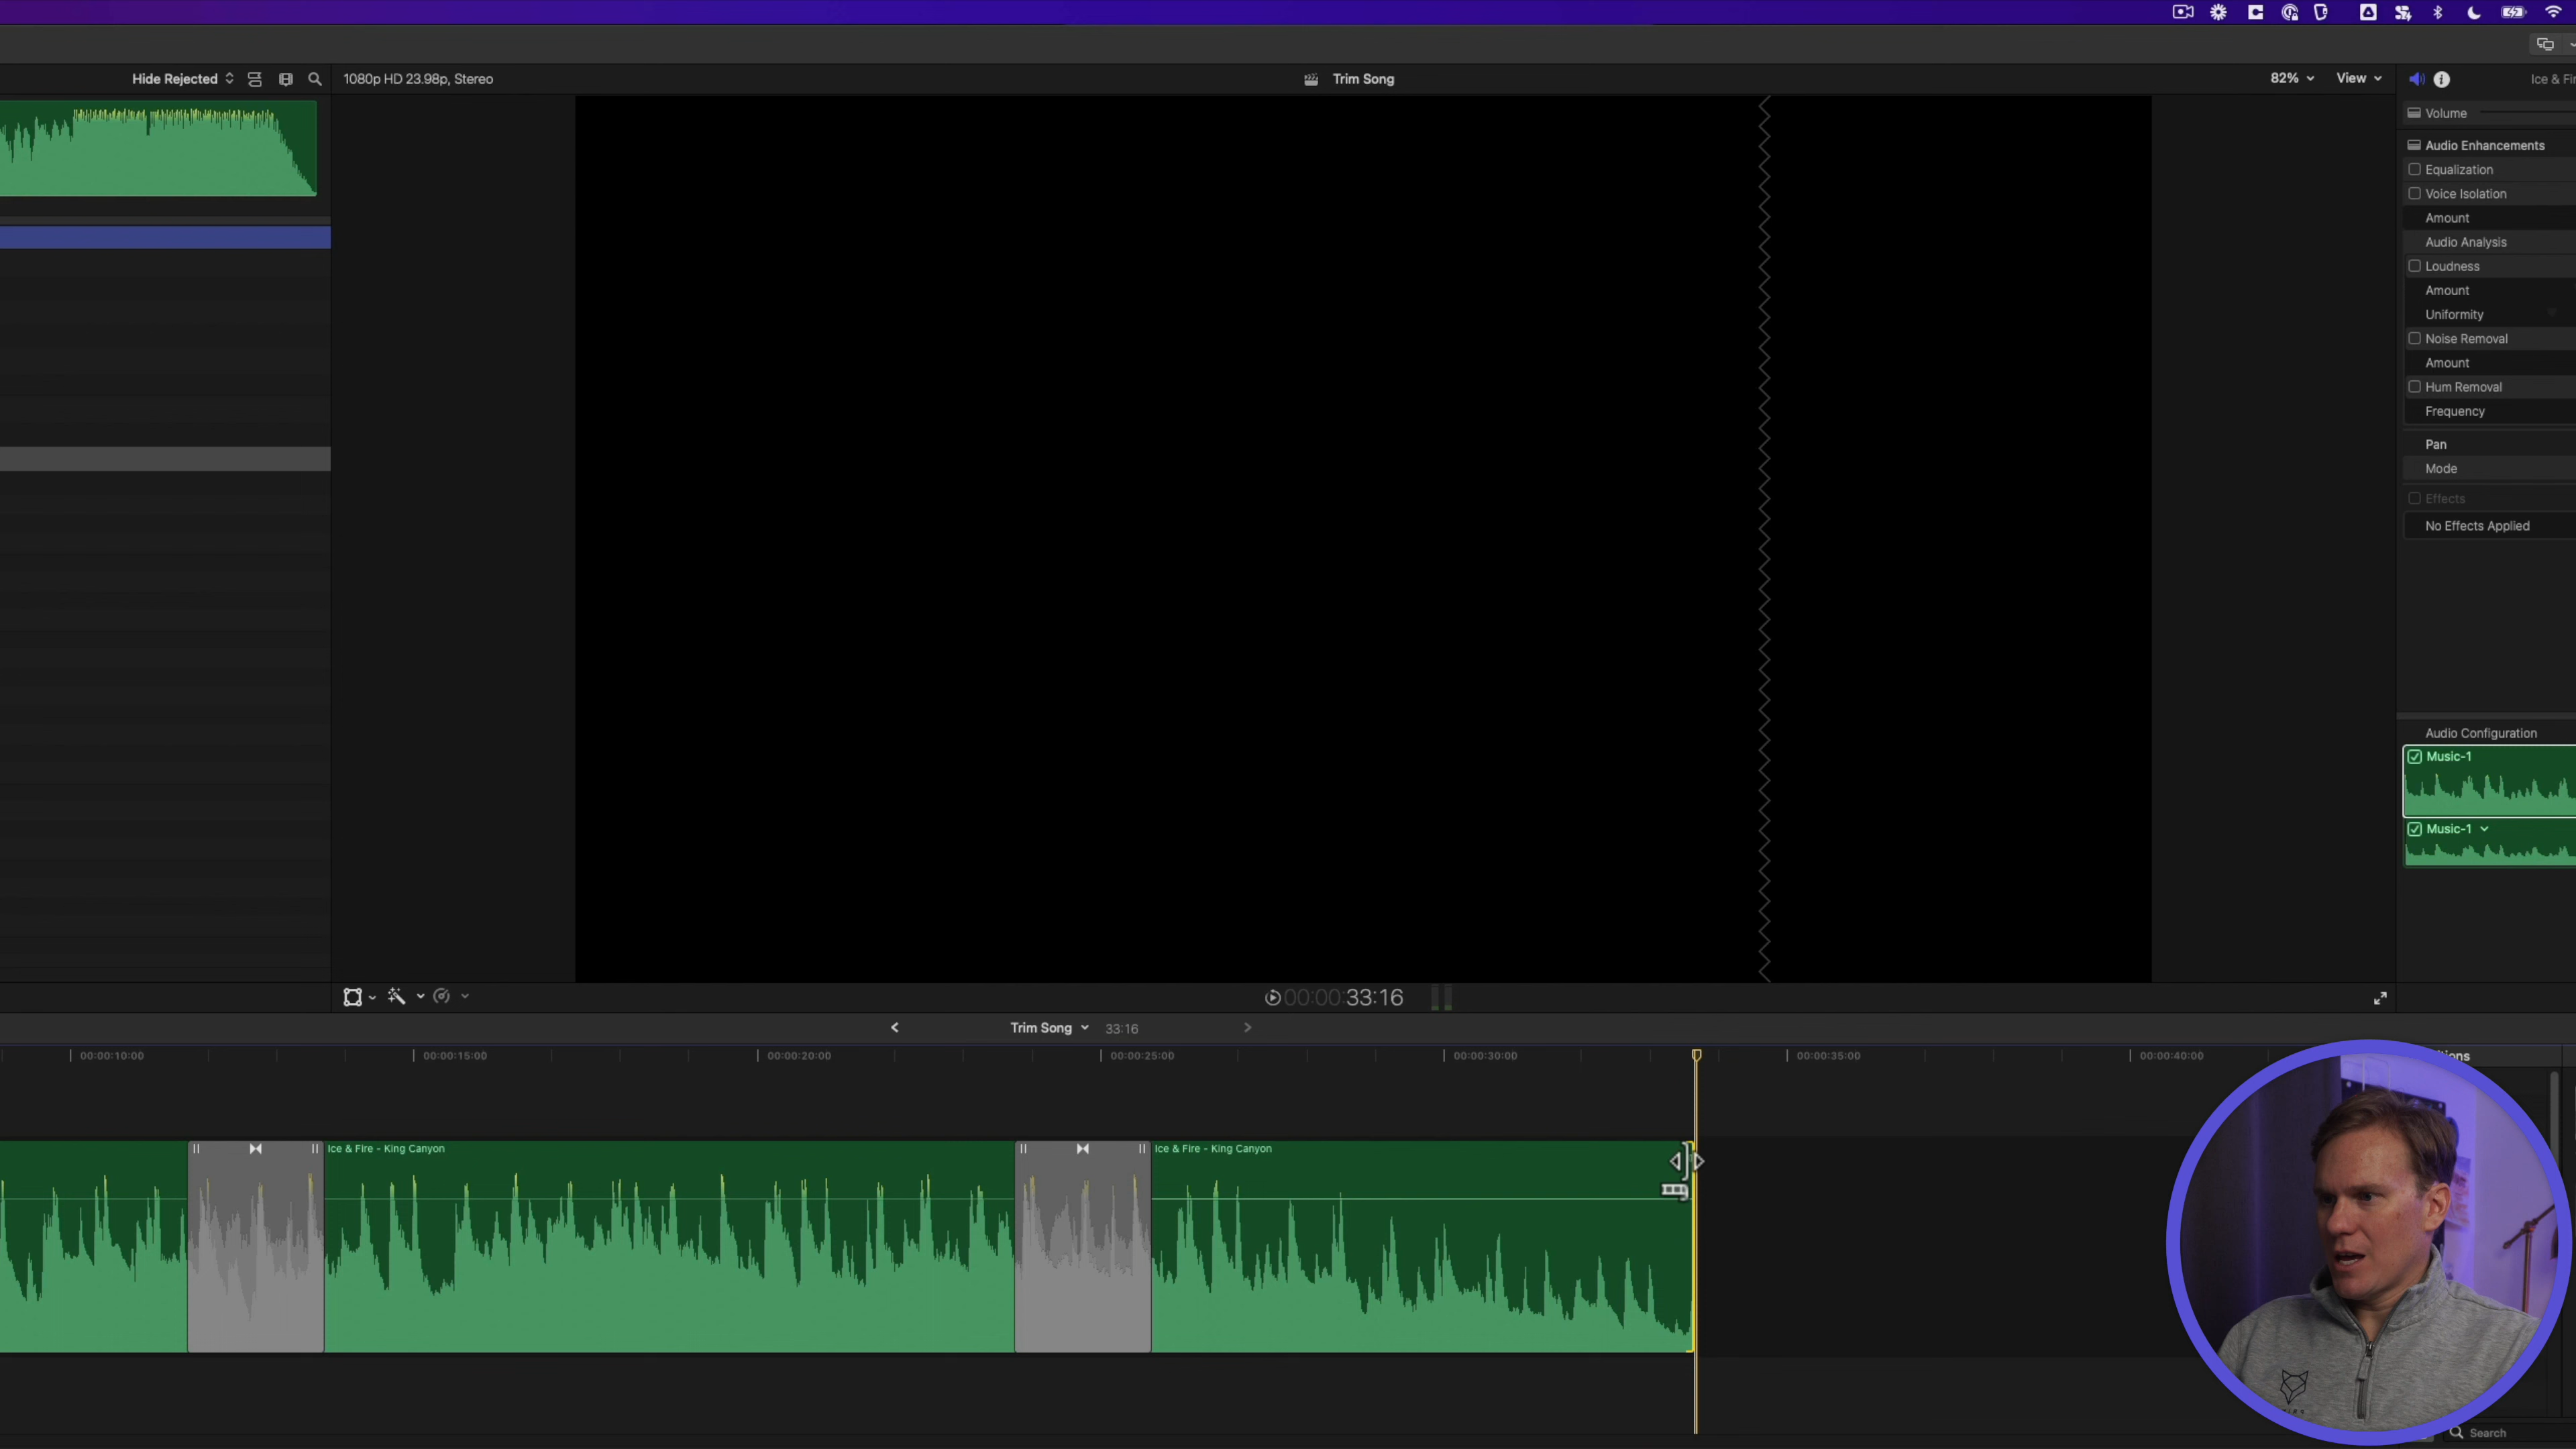 Hide Rejected
1080p HD 23.98p, Stereo
Trim Song
82%
View
Ice & Fir
Volume
Audio Enhancements
Equalization
Voice Isolation
Amount
Audio Analysis
Loudness
Amount
Uniformity
Noise Removal
Amount
Hum Removal
Frequency
Pan
Mode
Effects
No Effects Applied
Audio Configuration
Music-1
Music-1
00:00:33:16
Trim Song
33:16
00:00:10:00
00:00:15:00
00:00:20:00
00:00:25:00
00:00:30:00
00:00:35:00
00:00:40:00
itions
Ice & Fire - King Canyon
Ice & Fire - King Canyon
Search